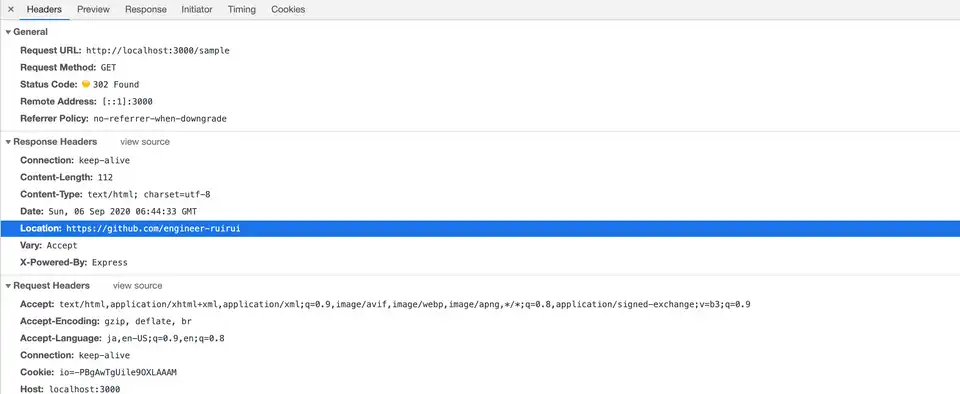 × Headers Preview Response Initiator Timing Cookies
▼ General
Request URL: http://localhost:3000/sample
Request Method: GET
Status Code: 302 Found
Remote Address: [::1]:3000
Referrer Policy: no-referrer-when-downgrade
▼ Response Headers view source
Connection: keep-alive
Content-Length: 112
Content-Type: text/html; charset=utf-8
Date: Sun, 06 Sep 2020 06:44:33 GMT
Location: https://github.com/engineer-ruirui
Vary: Accept
X-Powered-By: Express
▼ Request Headers view source
Accept: text/html,application/xhtml+xml,application/xml;q=0.9,image/avif,image/webp,image/apng,*/*;q=0.8,application/signed-exchange;v=b3;q=0.9
Accept-Encoding: gzip, deflate, br
Accept-Language: ja,en-US;q=0.9,en;q=0.8
Connection: keep-alive
Cookie: io=-PBgAwTgUile9OXLAAAM
Host: localhost:3000